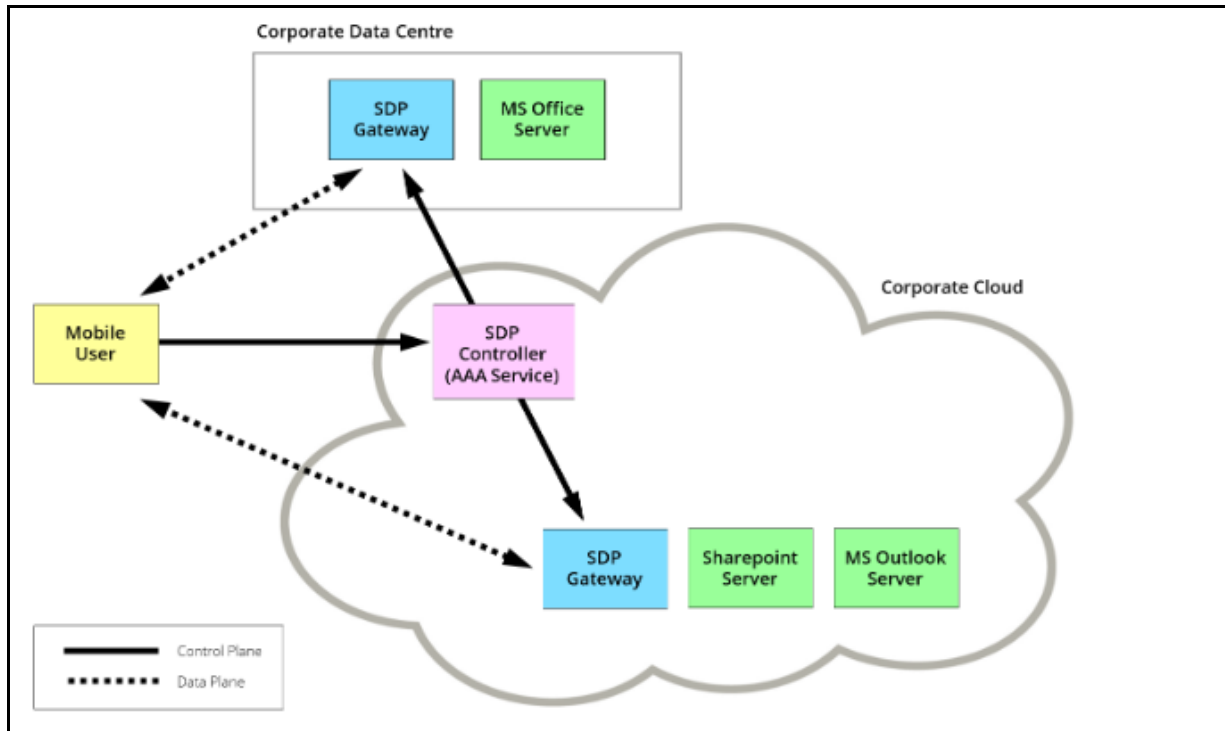 Corporate Data Centre
SDP
Gateway
MS Office
Server
Corporate Cloud
Mobile
User
SDP
Controller
(AAA Service)
SDP
Gateway
Sharepoint
Server
MS Outlook
Server
Control Plane
Data Plane